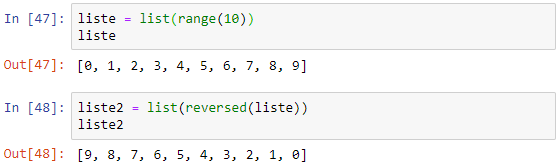 In [47]: liste = list(range(10))
liste
Out[47]: [0, 1, 2, 3, 4, 5, 6, 7, 8, 9]
In [48]: liste2 = list(reversed(liste))
liste2
Out[48]: [9, 8, 7, 6, 5, 4, 3, 2, 1, 0]